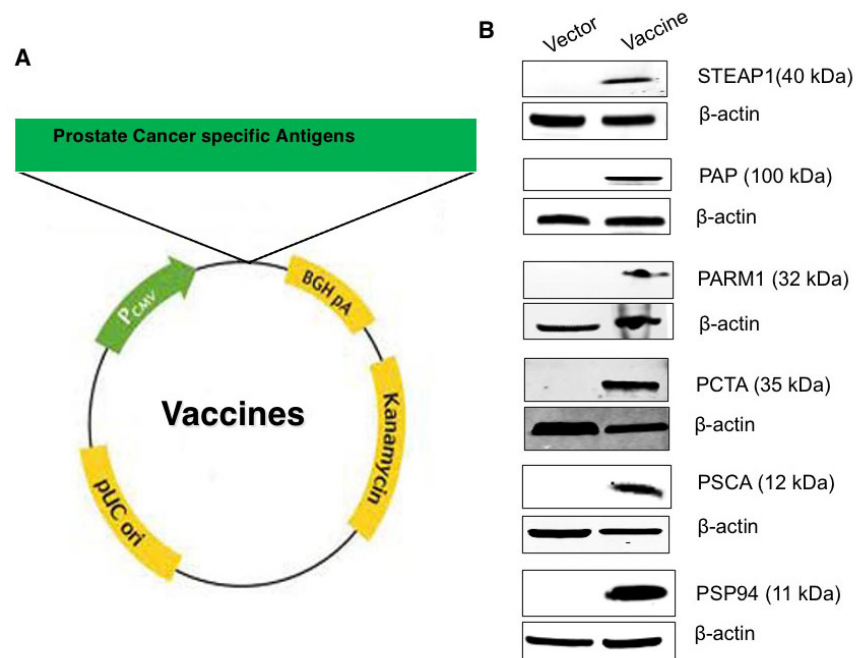 A
Prostate Cancer specific Antigens
PCMV
BGH pA
Kanamycin
pUC ori
Vaccines
B
Vector Vaccine
STEAP1(40 kDa)
β-actin
PAP (100 kDa)
β-actin
PARM1 (32 kDa)
β-actin
PCTA (35 kDa)
β-actin
PSCA (12 kDa)
β-actin
PSP94 (11 kDa)
β-actin